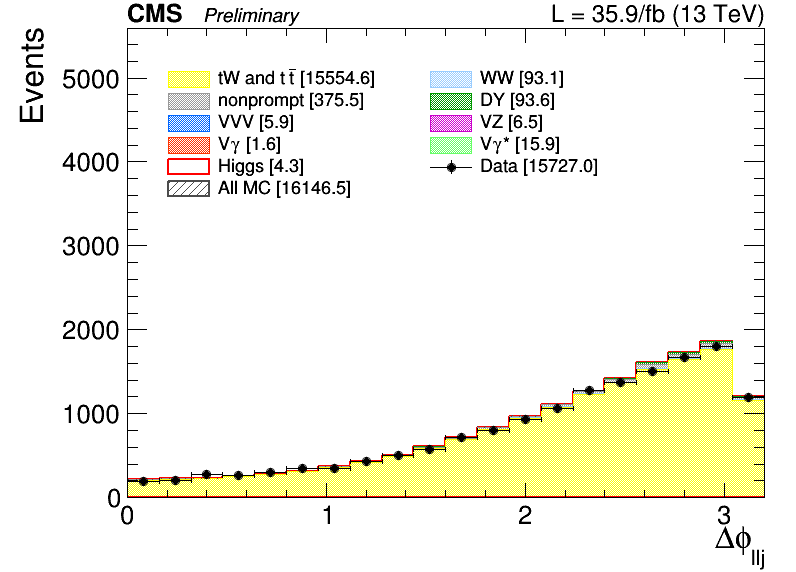 CMS Preliminary L = 35.9/fb (13 TeV)
Events
5000
4000
3000
2000
1000
0
tW and tt̄ [15554.6]
nonprompt [375.5]
VVV [5.9]
Vγ [1.6]
Higgs [4.3]
All MC [16146.5]
WW [93.1]
DY [93.6]
VZ [6.5]
Vγ* [15.9]
Data [15727.0]
0 1 2 3
Δϕllj